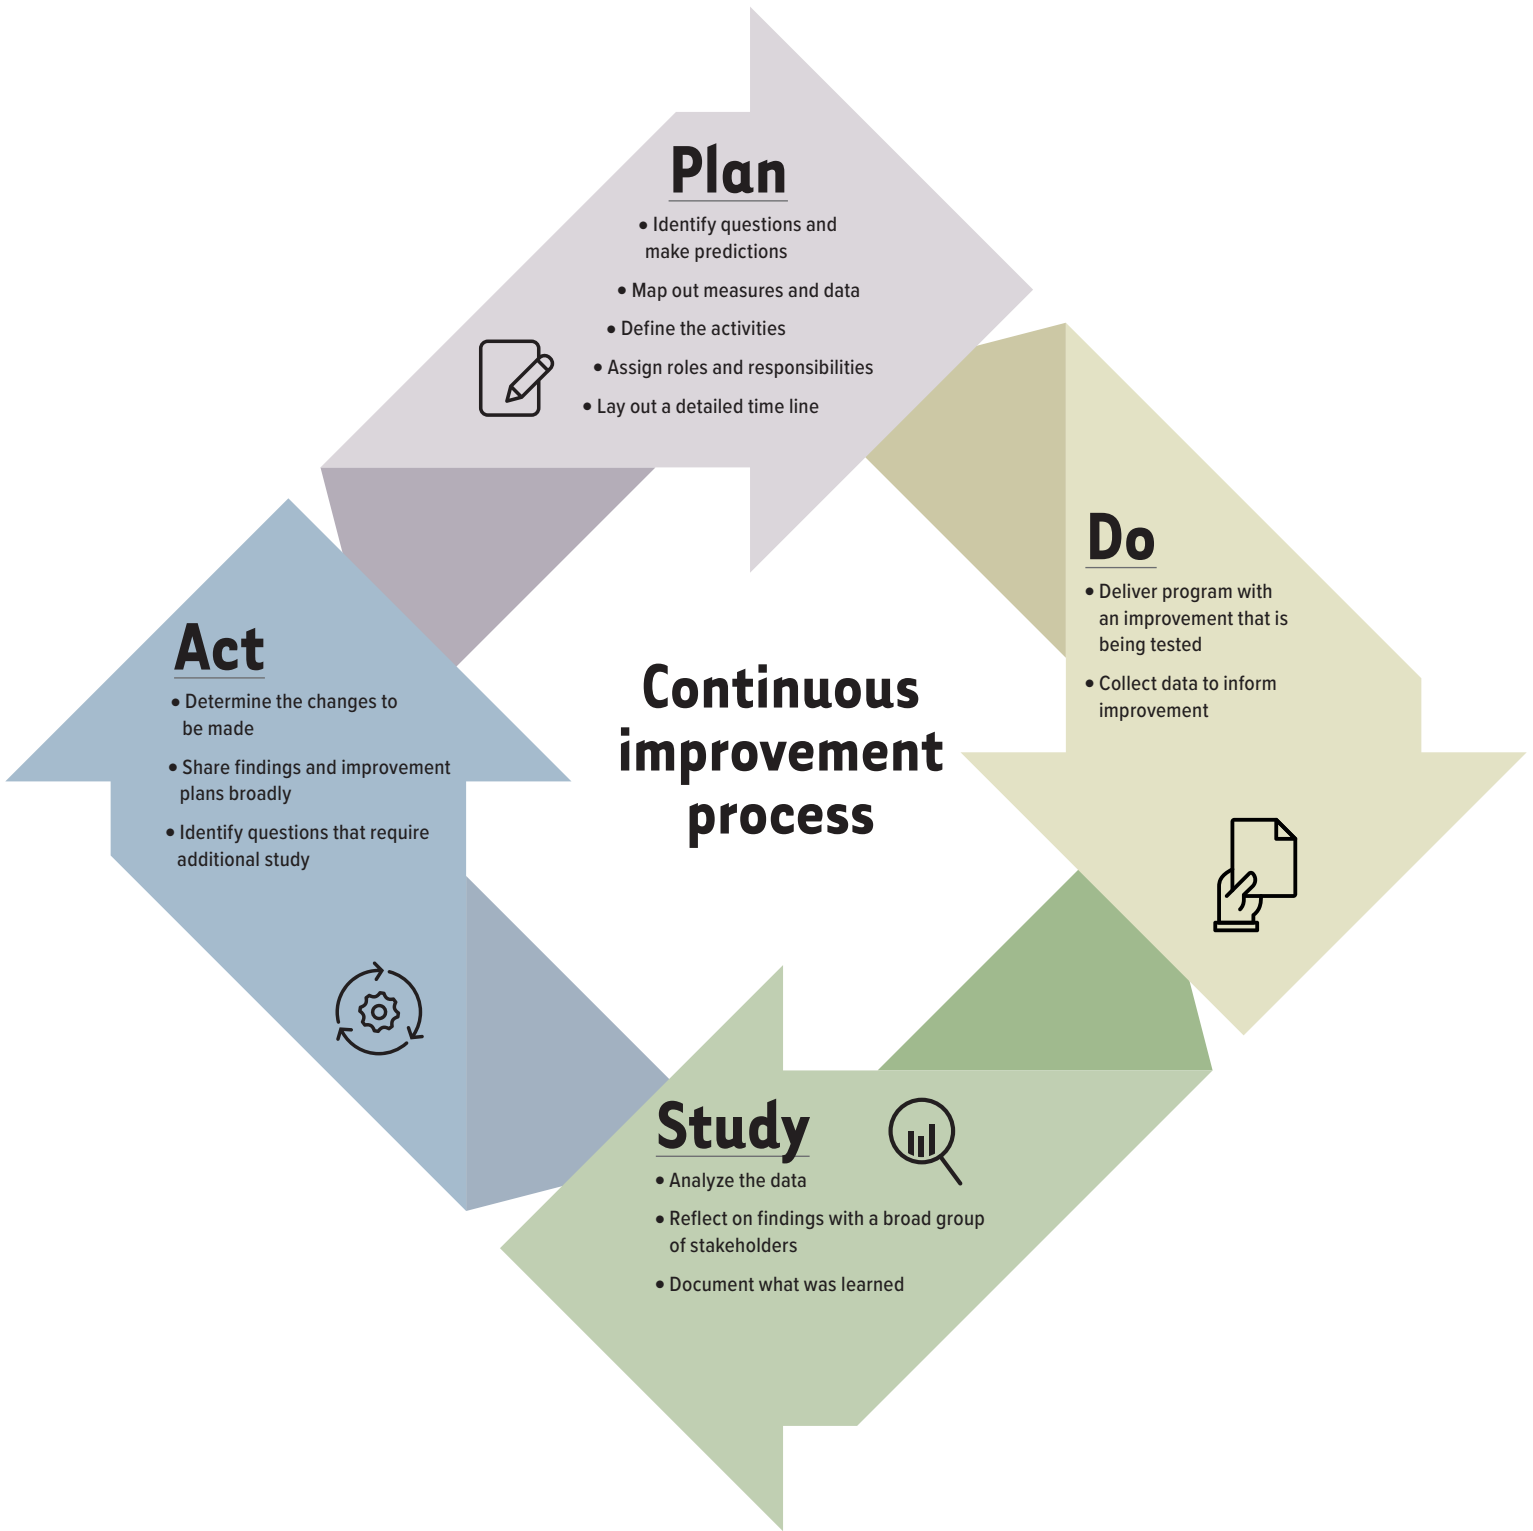 Plan
• Identify questions and
make predictions
• Map out measures and data
• Define the activities
• Assign roles and responsibilities
• Lay out a detailed time line
Do
• Deliver program with
an improvement that is
being tested
• Collect data to inform
improvement
Study
• Analyze the data
• Reflect on findings with a broad group
of stakeholders
• Document what was learned
Act
• Determine the changes to
be made
• Share findings and improvement
plans broadly
• Identify questions that require
additional study
Continuous
improvement
process